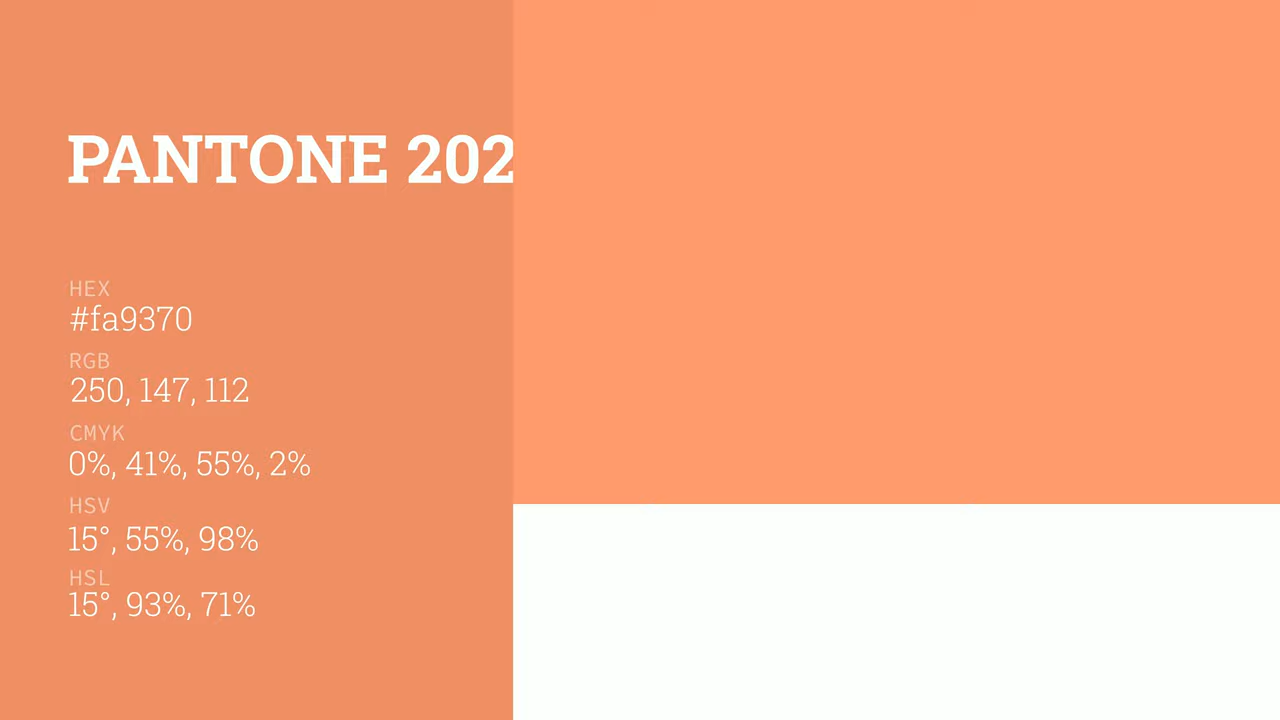 PANTONE 202
HEX
#fa9370
RGB
250, 147, 112
CMYK
0%, 41%, 55%, 2%
HSV
15°, 55%, 98%
HSL
15°, 93%, 71%